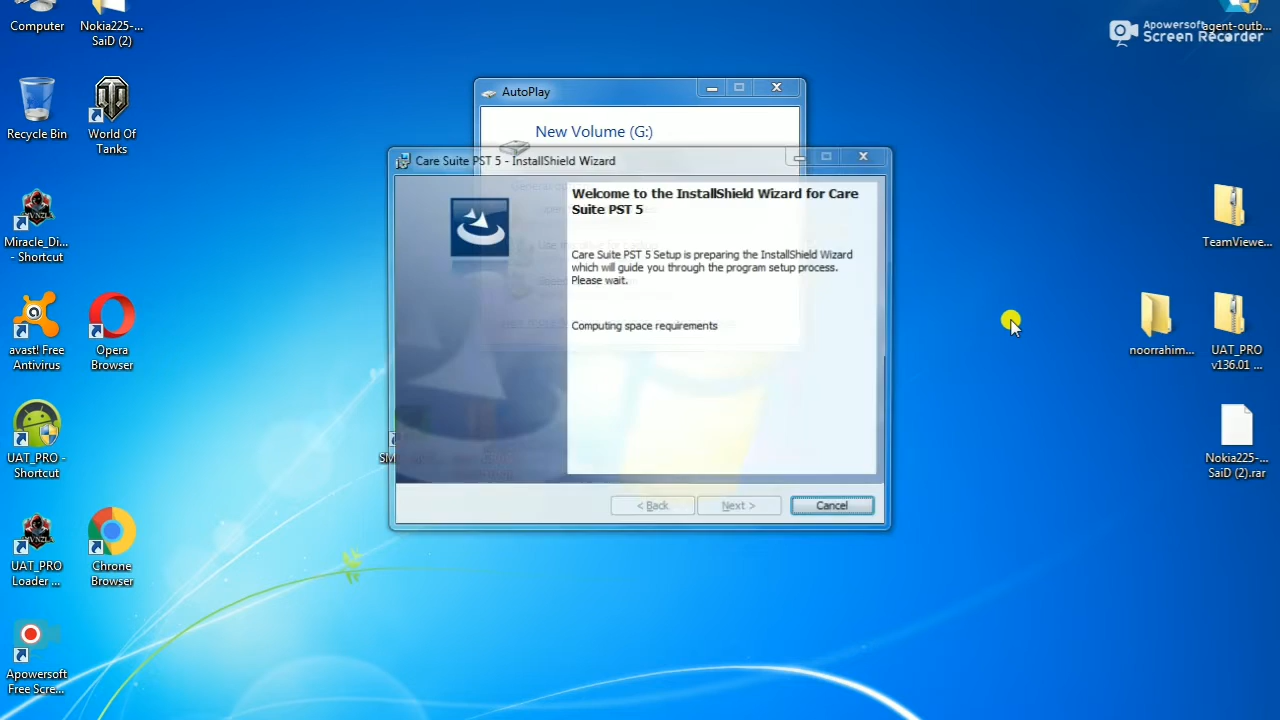 Computer
Nokia225-...
SaiD (2)
Apowersoft
Screen Recorder
agent-outb...
Recycle Bin
World Of
Tanks
AutoPlay
New Volume (G:)
Care Suite PST 5 - InstallShield Wizard
Welcome to the InstallShield Wizard for Care
Suite PST 5
Care Suite PST 5 Setup is preparing the InstallShield Wizard
which will guide you through the program setup process.
Please wait.
Computing space requirements
< Back
Next >
Cancel
Miracle_Di...
- Shortcut
avast! Free
Antivirus
Opera
Browser
UAT_PRO -
Shortcut
UAT_PRO
Loader ...
Chrone
Browser
Apowersoft
Free Scre...
TeamViewe...
noorrahim...
UAT_PRO
v136.01 ...
Nokia225-...
SaiD (2).rar